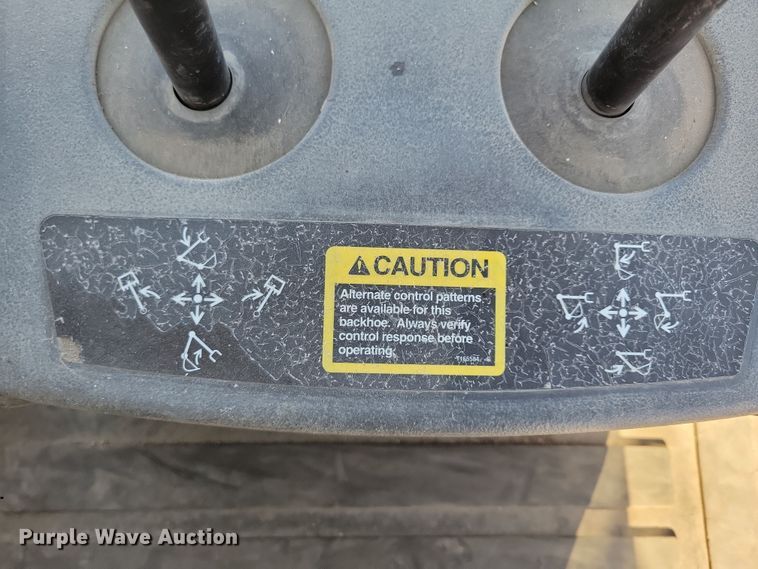 CAUTION
Alternate control patterns
are available for this
backhoe. Always verify
control response before
operating.
Purple Wave Auction